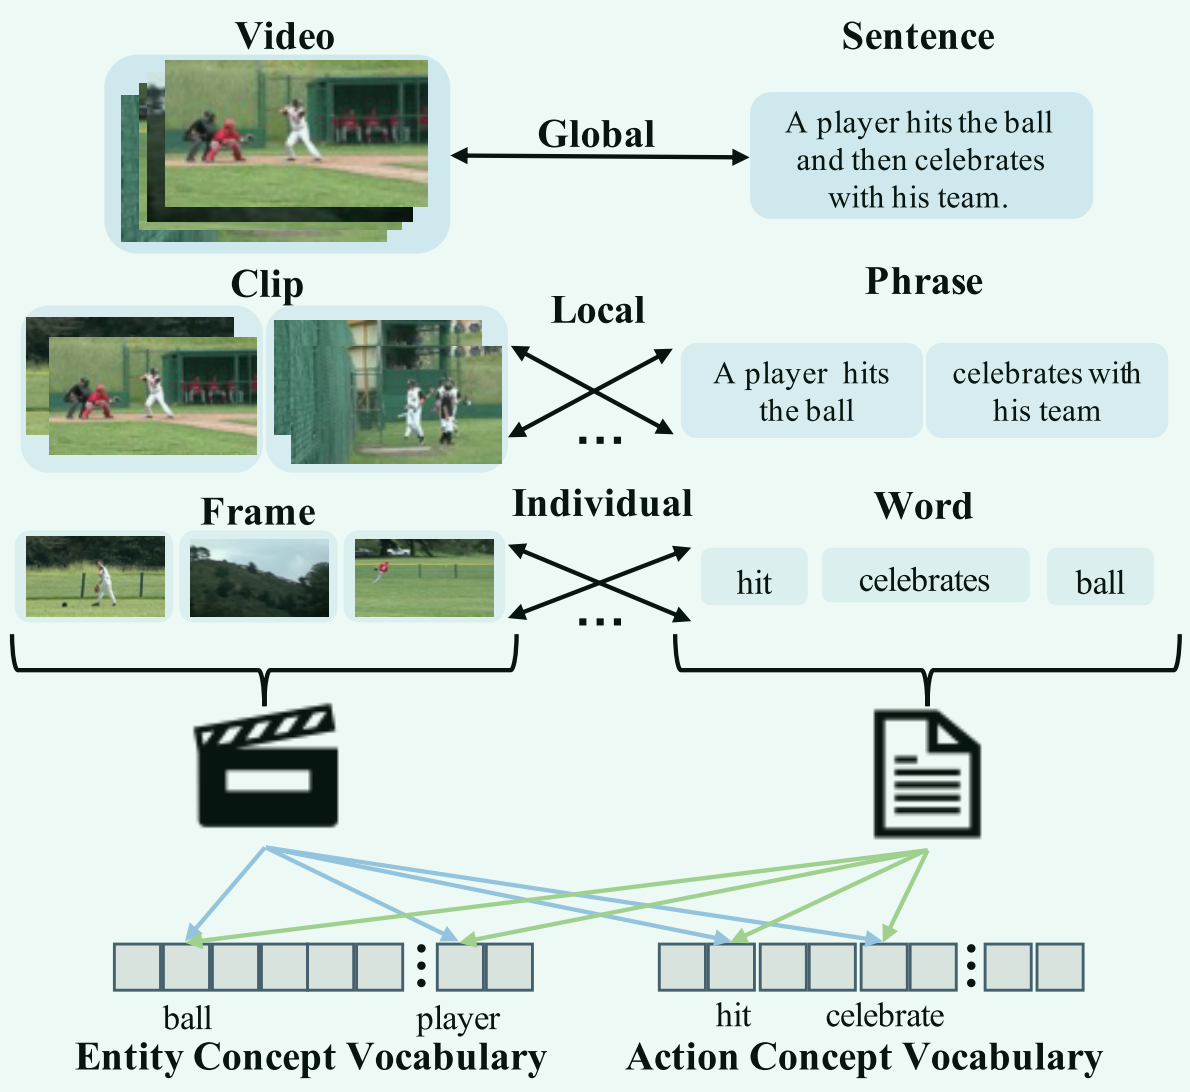 Video
Sentence
Global
A player hits the ball
and then celebrates
with his team.
Clip
Local
Phrase
A player hits
the ball
celebrates with
his team
...
Frame
Individual
Word
hit
celebrates
ball
...
ball
player
hit
celebrate
Entity Concept Vocabulary
Action Concept Vocabulary